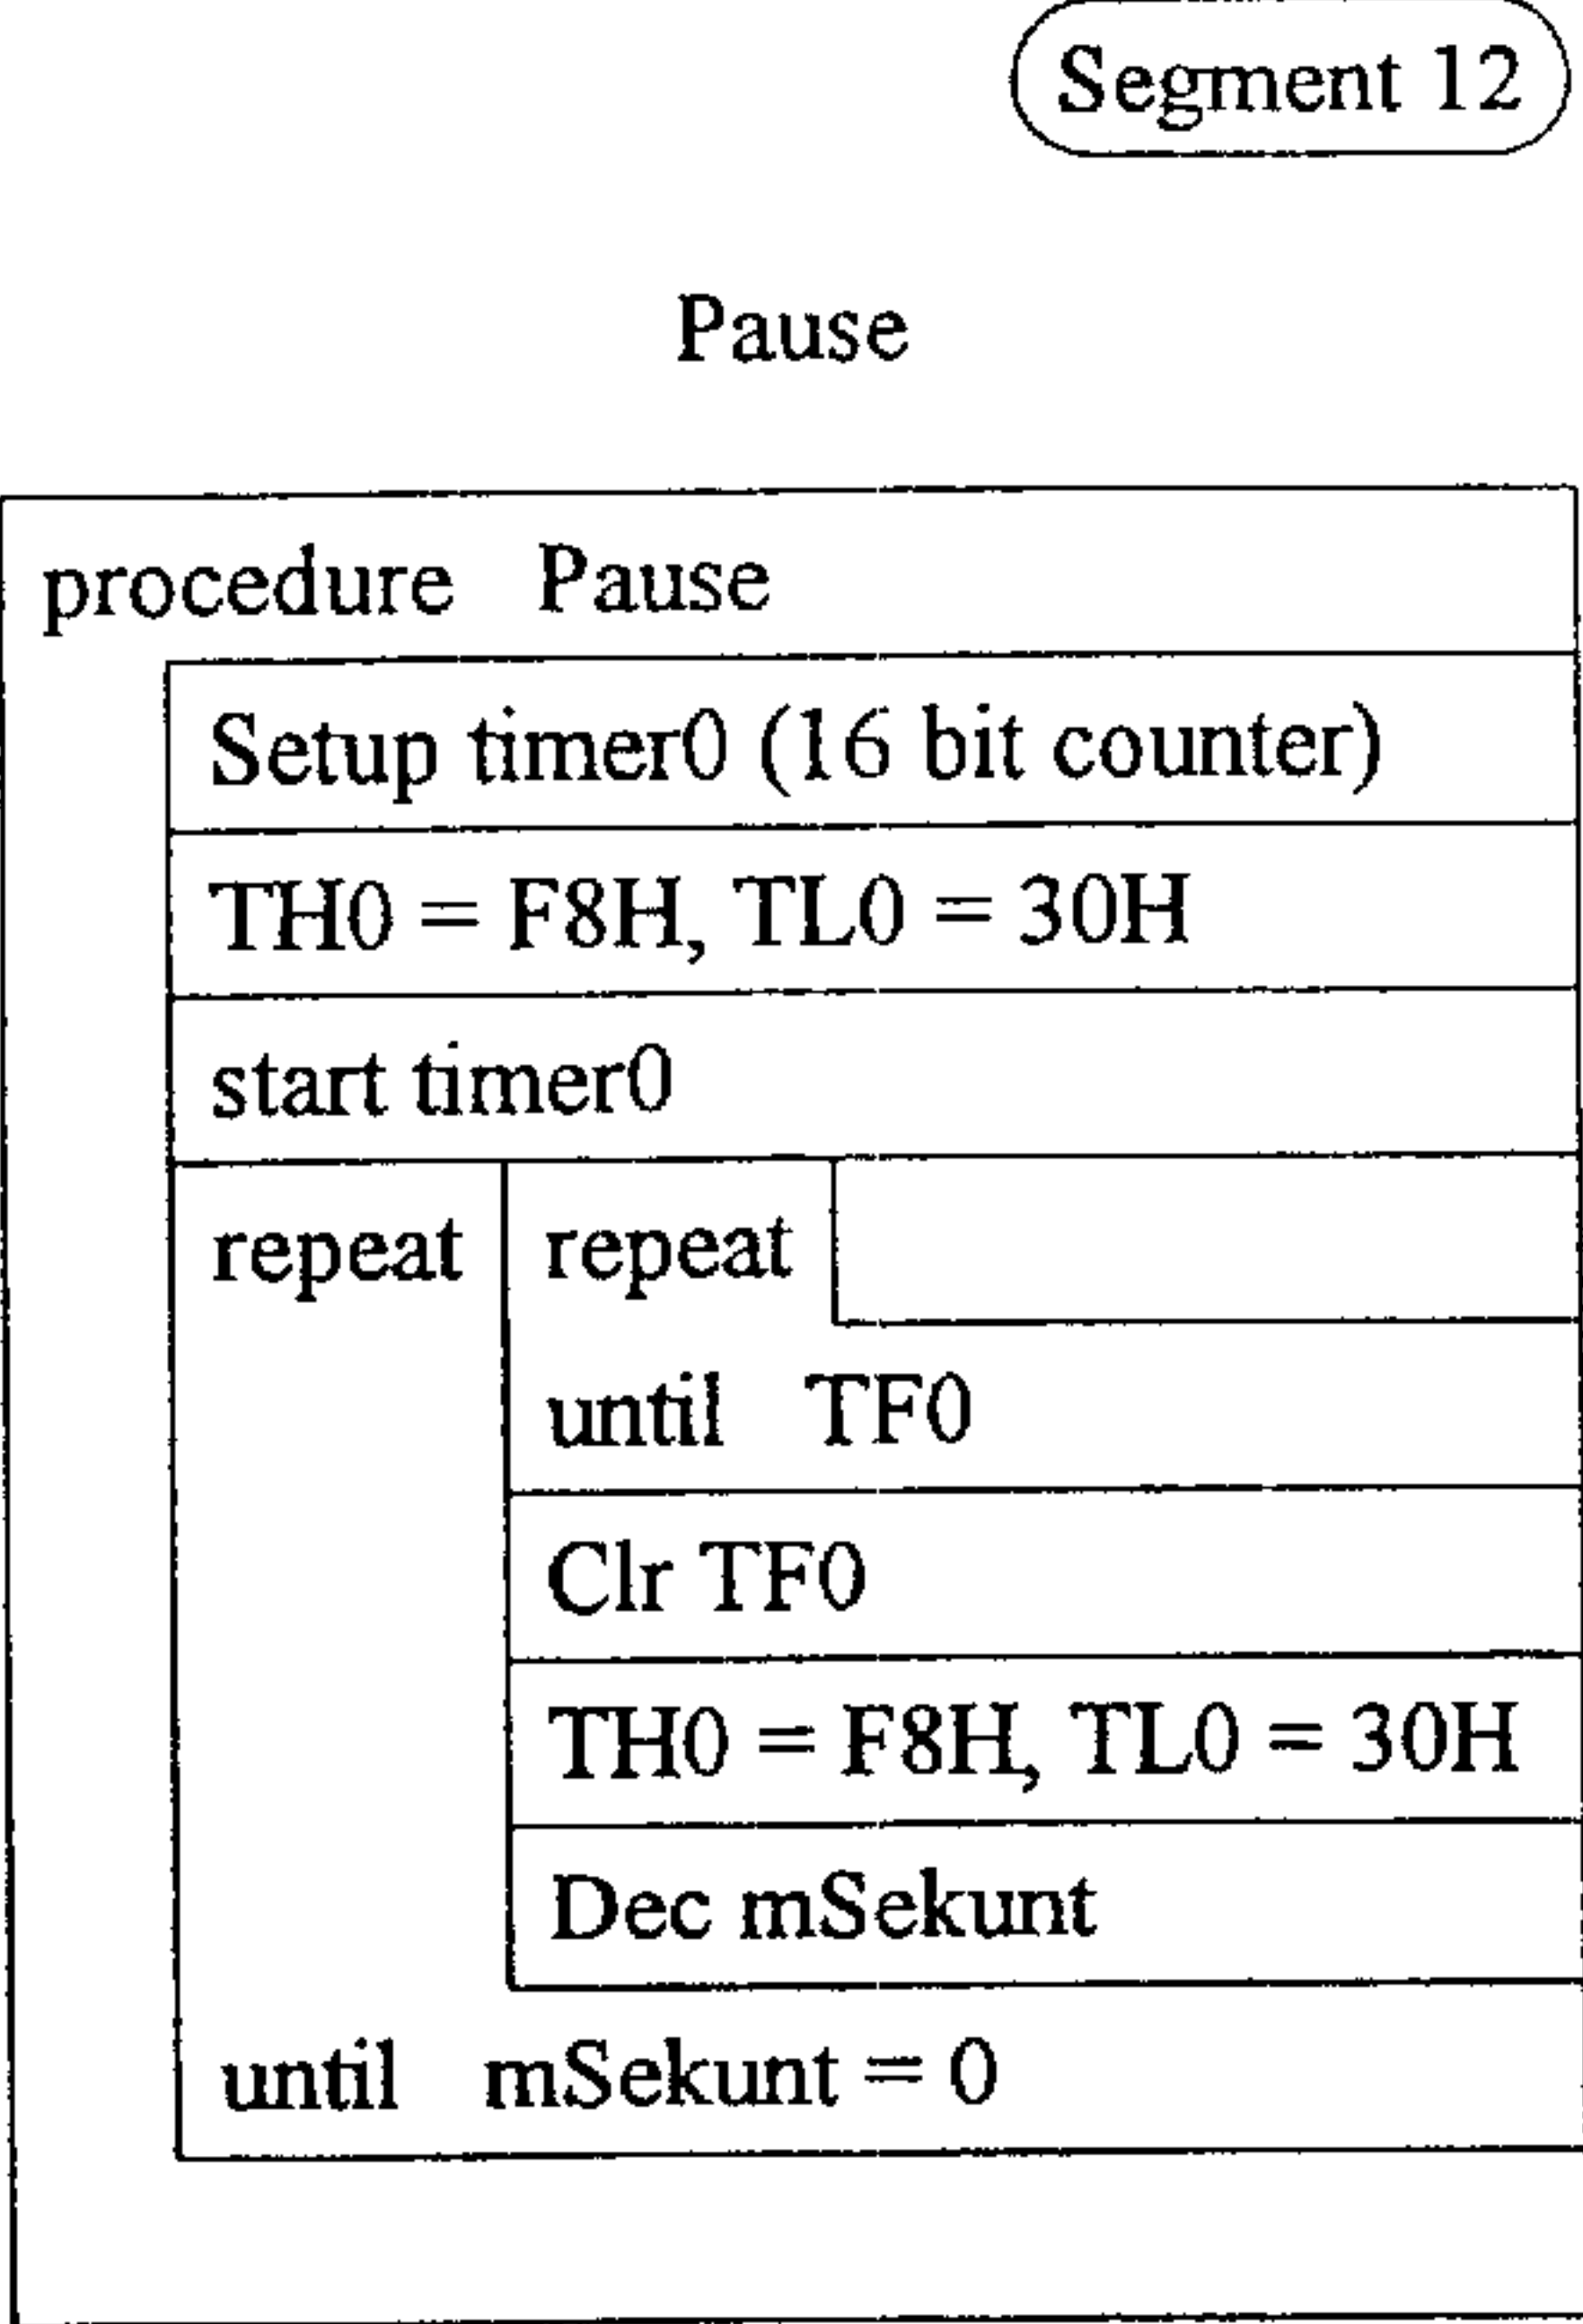 Segment 12
Pause
procedure Pause
Setup timer0 (16 bit counter)
TH0 = F8H, TL0 = 30H
start timer0
repeat repeat
until TF0
Clr TF0
TH0 = F8H, TL0 = 30H
Dec mSekunt
until mSekunt = 0